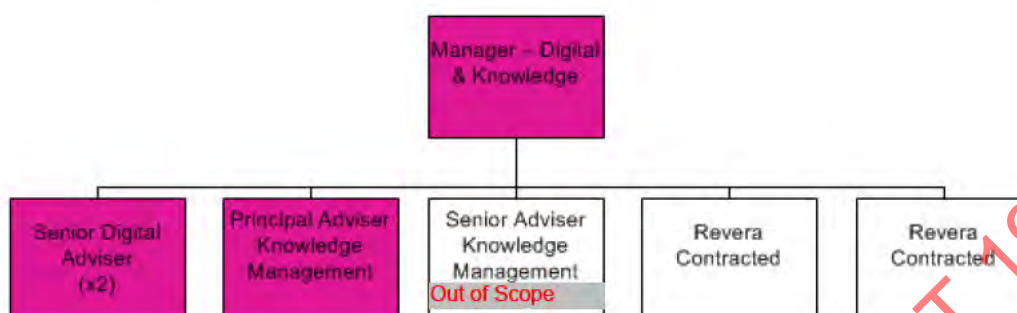 Manager – Digital
& Knowledge
Senior Digital
Adviser
(x2)
Principal Adviser
Knowledge
Management
Senior Adviser
Knowledge
Management
Out of Scope
Revera
Contracted
Revera
Contracted